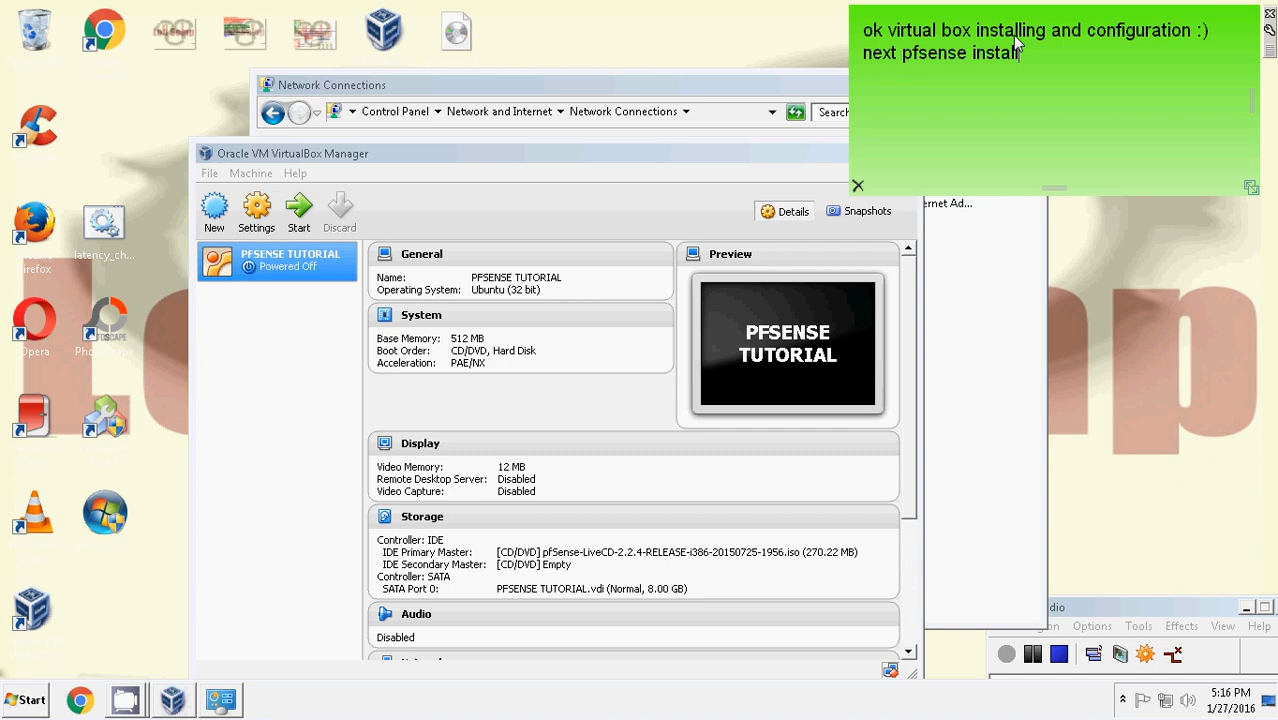 ok virtual box installing and configuration :)
next pfsense install
Network Connections
Control Panel
Network and Internet
Network Connections
Search
Oracle VM VirtualBox Manager
File
Machine
Help
New
Settings
Start
Discard
Details
Snapshots
ernet Ad...
PFSENSE TUTORIAL
Powered Off
General
Name: PFSENSE TUTORIAL
Operating System: Ubuntu (32 bit)
Preview
PFSENSE
TUTORIAL
System
Base Memory: 512 MB
Boot Order: CD/DVD, Hard Disk
Acceleration: PAE/NX
Display
Video Memory: 12 MB
Remote Desktop Server: Disabled
Video Capture: Disabled
Storage
Controller: IDE
IDE Primary Master: [CD/DVD] pfSense-LiveCD-2.2.4-RELEASE-i386-20150725-1956.iso (270.22 MB)
IDE Secondary Master: [CD/DVD] Empty
Controller: SATA
SATA Port 0: PFSENSE TUTORIAL.vdi (Normal, 8.00 GB)
Audio
Disabled
latency_ch...
irefox
Opera
dio
Options
Tools
Effects
View
Help
Start
5:16 PM
1/27/2016